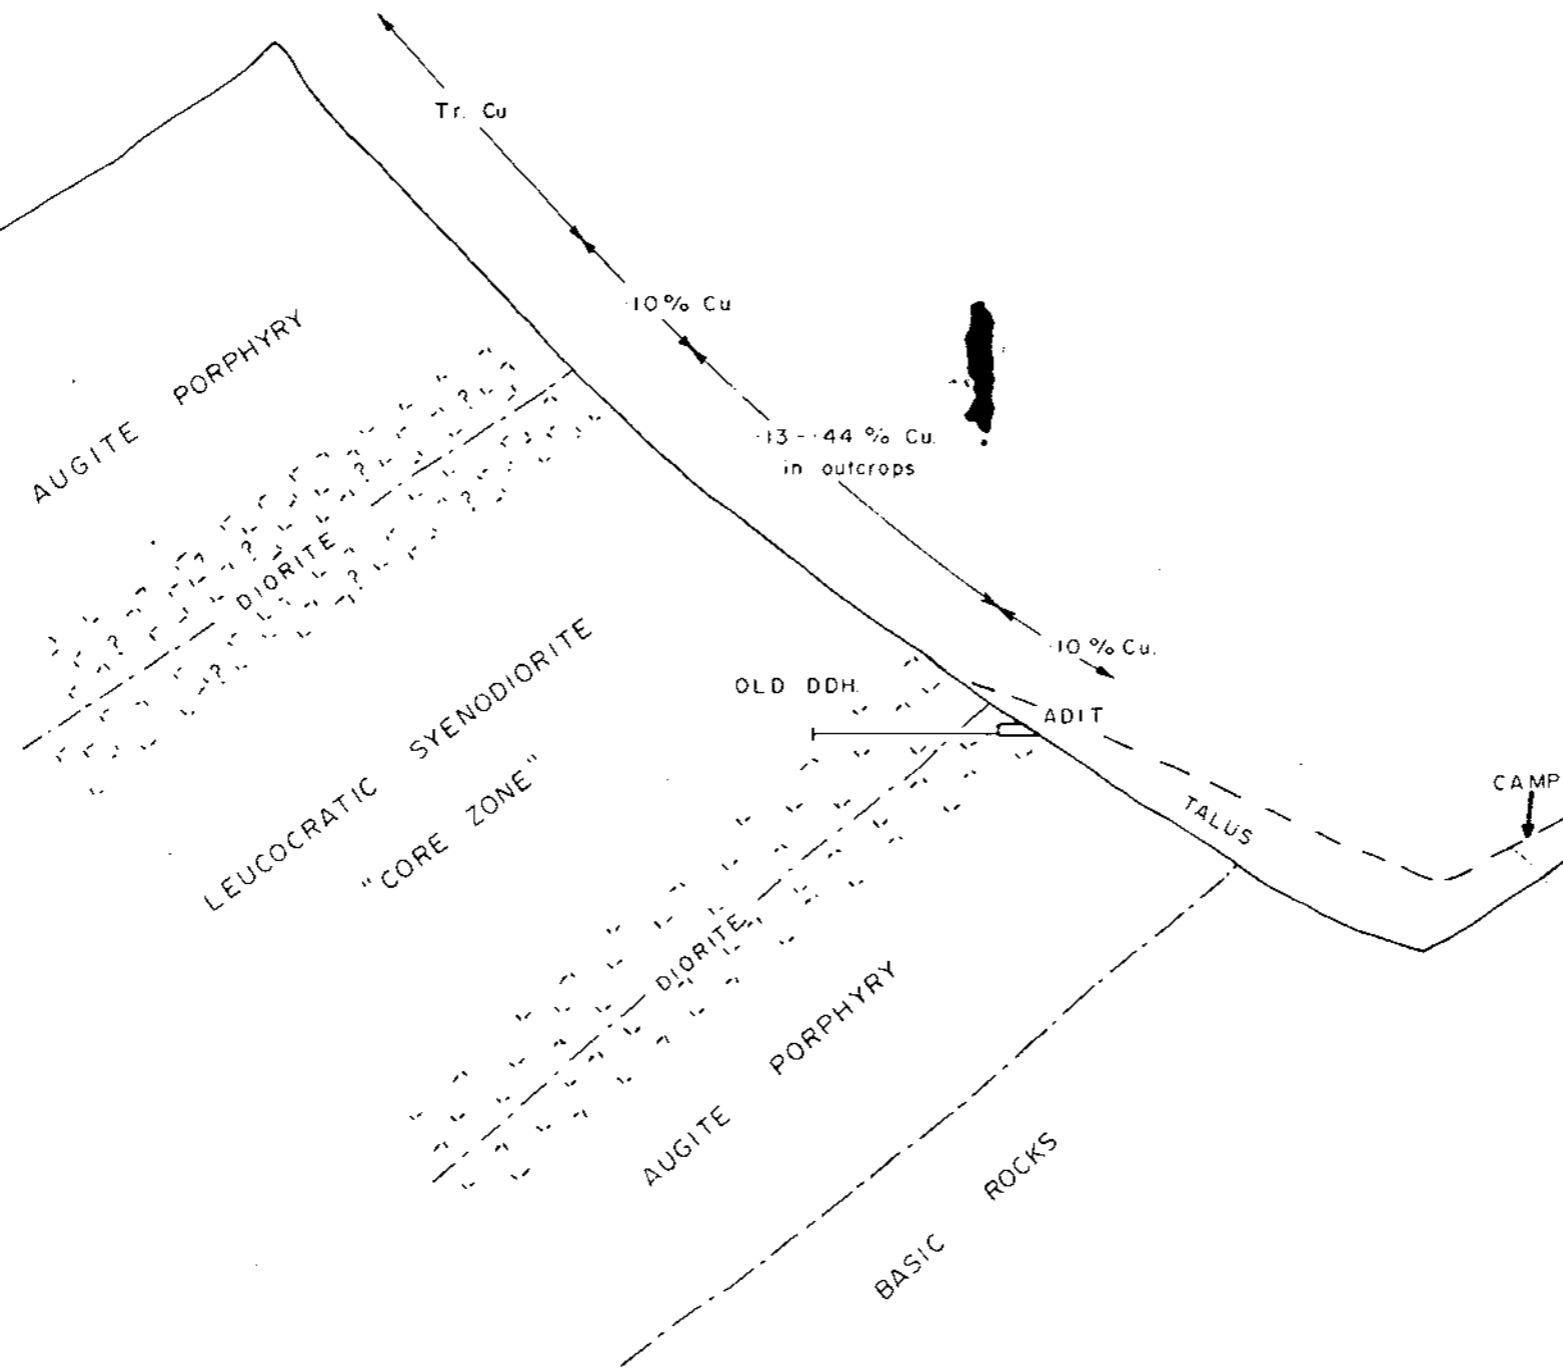 Tr. Cu
·10% Cu
·13-·44 % Cu.
in outcrops
·10 % Cu.
AUGITE PORPHYRY
? ? ? ? ? ? ? ?
DIORITE
LEUCOCRATIC SYENODIORITE
"CORE ZONE"
OLD DDH.
ADIT
TALUS
CAMP
DIORITE
AUGITE PORPHYRY
BASIC ROCKS